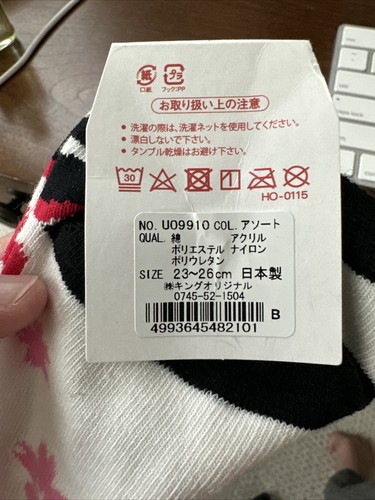 紙 プラ
口紙 フック:PP
お取り扱い上の注意
●洗濯の際は、洗濯ネットを使用してください。
●漂白しないで下さい。
●タンブル乾燥はお避け下さい。
30
HO-0115
NO. U09910 COL. アソート
QUAL. 綿 アクリル
ポリエステル ナイロン
ポリウレタン
SIZE 23~26cm 日本製
㈱キングオリジナル
0745-52-1504
B
4993645482101